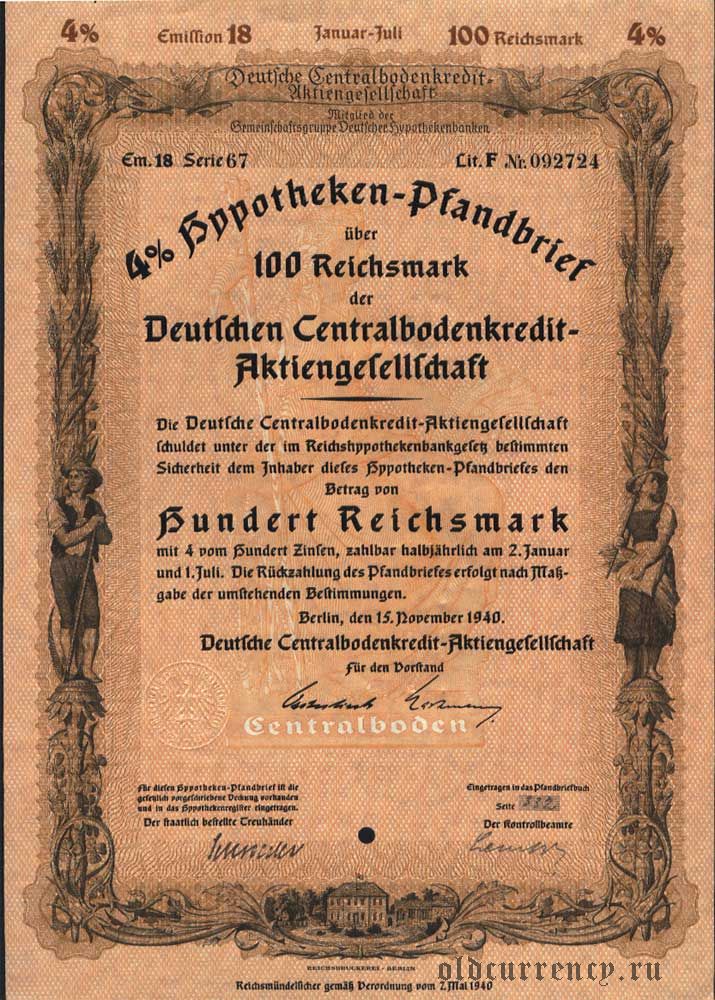 4% Emission 18 Januar-Juli 100 Reichsmark 4%
Deutsche Centralbodenkredit-
Aktiengesellschaft
Mitglied der
Gemeinschaftsgruppe Deutscher Hypothekenbanken
Em. 18 Serie 67 Lit. F Nr. 092724
4% Hypotheken-Pfandbrief
über
100 Reichsmark
der
Deutschen Centralbodenkredit-
Aktiengesellschaft
Die Deutsche Centralbodenkredit-Aktiengesellschaft
schuldet unter der im Reichshypothekenbankgesetz bestimmten
Sicherheit dem Inhaber dieses Hypotheken-Pfandbriefes den
Betrag von
Hundert Reichsmark
mit 4 vom Hundert Zinsen, zahlbar halbjährlich am 2. Januar
und 1. Juli. Die Rückzahlung des Pfandbriefes erfolgt nach Maß-
gabe der umstehenden Bestimmungen.
Berlin, den 15. November 1940.
Deutsche Centralbodenkredit-Aktiengesellschaft
Für den Vorstand
Centralboden
Für diesen Hypotheken-Pfandbrief ist die
gesetzlich vorgeschriebene Deckung vorhanden
und in das Hypothekenregister eingetragen.
Der staatlich bestellte Treuhänder
Eingetragen in das Pfandbriefbuch
Seite 332
Der Kontrollbeamte
REICHSDRUCKEREI · BERLIN
oldcurrency.ru
Reichsmündelsicher gemäß Verordnung vom 7. Mai 1940